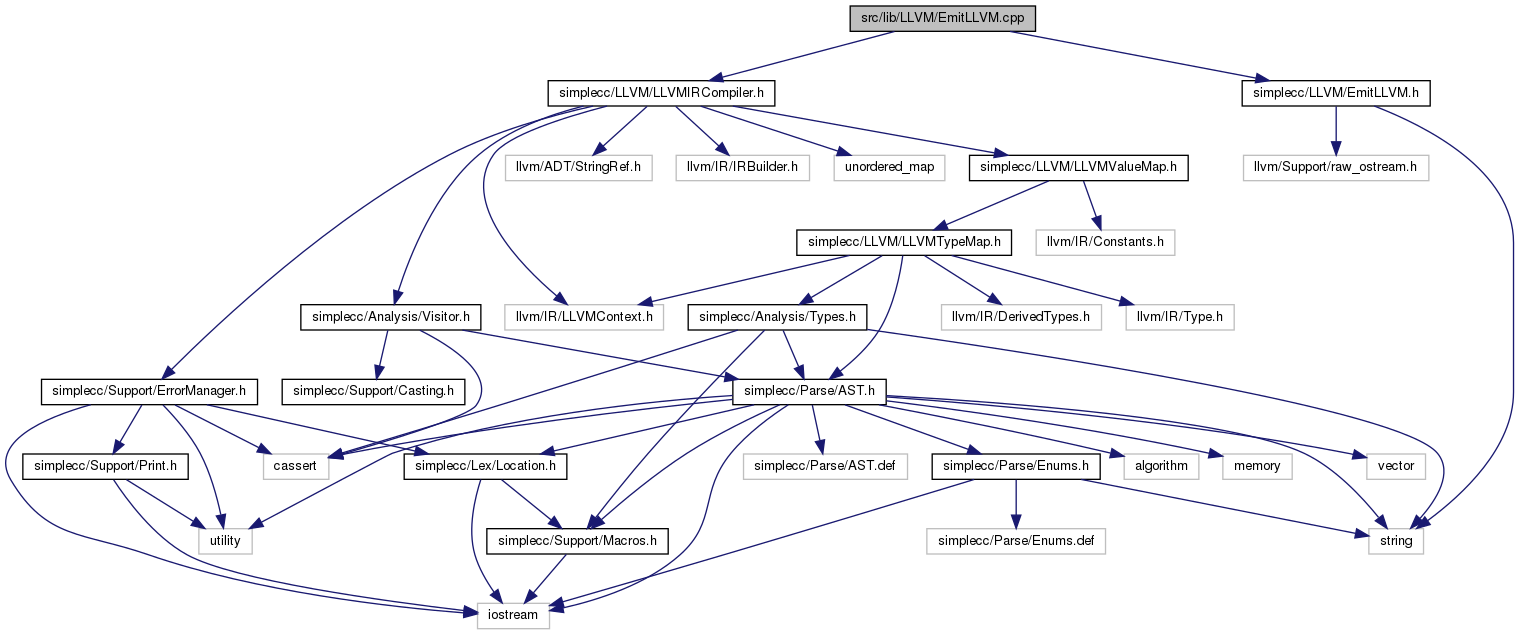 src/lib/LLVM/EmitLLVM.cpp
simplecc/LLVM/LLVMIRCompiler.h
simplecc/LLVM/EmitLLVM.h
llvm/ADT/StringRef.h
llvm/IR/IRBuilder.h
unordered_map
simplecc/LLVM/LLVMValueMap.h
llvm/Support/raw_ostream.h
simplecc/LLVM/LLVMTypeMap.h
llvm/IR/Constants.h
simplecc/Analysis/Visitor.h
llvm/IR/LLVMContext.h
simplecc/Analysis/Types.h
llvm/IR/DerivedTypes.h
llvm/IR/Type.h
simplecc/Support/ErrorManager.h
simplecc/Support/Casting.h
simplecc/Parse/AST.h
simplecc/Support/Print.h
cassert
simplecc/Lex/Location.h
simplecc/Parse/AST.def
simplecc/Parse/Enums.h
algorithm
memory
vector
utility
simplecc/Support/Macros.h
simplecc/Parse/Enums.def
string
iostream